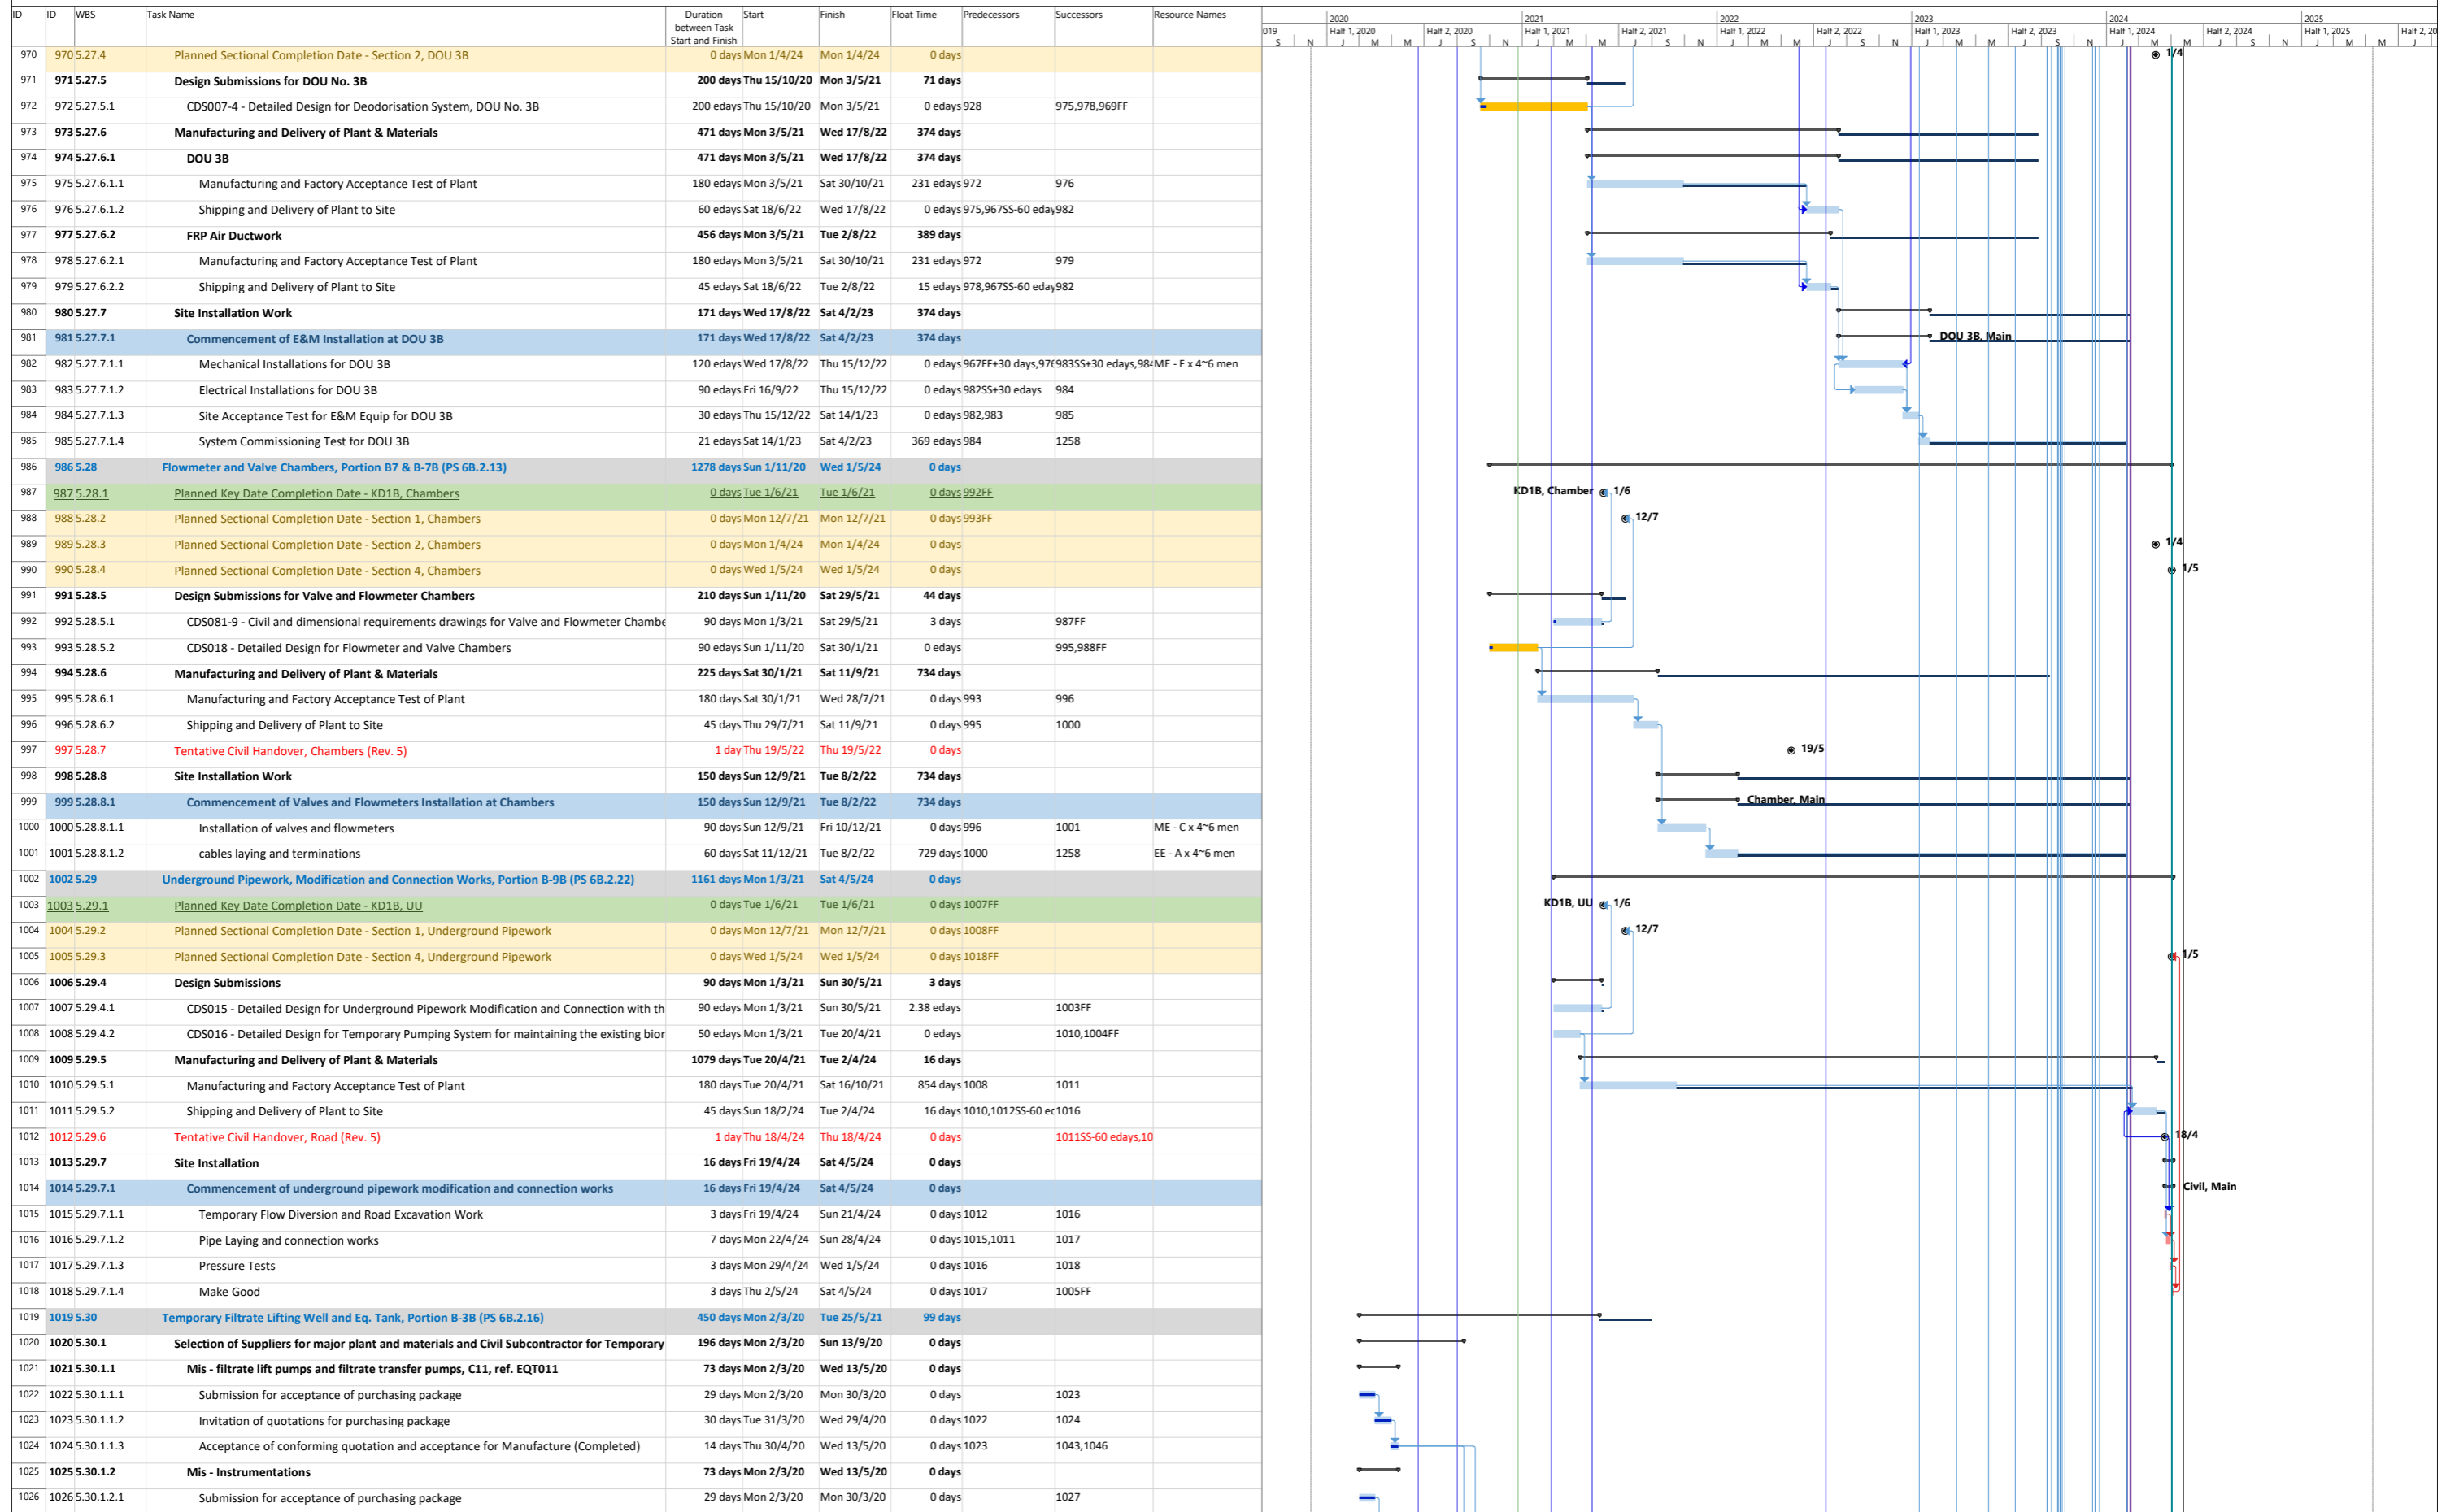 ID ID WBS Task Name Duration between Task Start and Finish Start Finish Float Time Predecessors Successors Resource Names
2020 2021 2022 2023 2024 2025
019 Half 1, 2020 Half 2, 2020 Half 1, 2021 Half 2, 2021 Half 1, 2022 Half 2, 2022 Half 1, 2023 Half 2, 2023 Half 1, 2024 Half 2, 2024 Half 1, 2025 Half 2, 20
S N J M M J S N J M M J S N J M M J S N J M M J S N J M M J S N J M M J
970 970 5.27.4 Planned Sectional Completion Date - Section 2, DOU 3B 0 days Mon 1/4/24 Mon 1/4/24 0 days 1/4
971 971 5.27.5 Design Submissions for DOU No. 3B 200 days Thu 15/10/20 Mon 3/5/21 71 days
972 972 5.27.5.1 CDS007-4 - Detailed Design for Deodorisation System, DOU No. 3B 200 edays Thu 15/10/20 Mon 3/5/21 0 edays 928 975,978,969FF
973 973 5.27.6 Manufacturing and Delivery of Plant & Materials 471 days Mon 3/5/21 Wed 17/8/22 374 days
974 974 5.27.6.1 DOU 3B 471 days Mon 3/5/21 Wed 17/8/22 374 days
975 975 5.27.6.1.1 Manufacturing and Factory Acceptance Test of Plant 180 edays Mon 3/5/21 Sat 30/10/21 231 edays 972 976
976 976 5.27.6.1.2 Shipping and Delivery of Plant to Site 60 edays Sat 18/6/22 Wed 17/8/22 0 edays 975,967SS-60 eday 982
977 977 5.27.6.2 FRP Air Ductwork 456 days Mon 3/5/21 Tue 2/8/22 389 days
978 978 5.27.6.2.1 Manufacturing and Factory Acceptance Test of Plant 180 edays Mon 3/5/21 Sat 30/10/21 231 edays 972 979
979 979 5.27.6.2.2 Shipping and Delivery of Plant to Site 45 edays Sat 18/6/22 Tue 2/8/22 15 edays 978,967SS-60 eday 982
980 980 5.27.7 Site Installation Work 171 days Wed 17/8/22 Sat 4/2/23 374 days
981 981 5.27.7.1 Commencement of E&M Installation at DOU 3B 171 days Wed 17/8/22 Sat 4/2/23 374 days DOU 3B, Main
982 982 5.27.7.1.1 Mechanical Installations for DOU 3B 120 edays Wed 17/8/22 Thu 15/12/22 0 edays 967FF+30 days,976 983SS+30 edays,984 ME - F x 4~6 men
983 983 5.27.7.1.2 Electrical Installations for DOU 3B 90 edays Fri 16/9/22 Thu 15/12/22 0 edays 982SS+30 edays 984
984 984 5.27.7.1.3 Site Acceptance Test for E&M Equip for DOU 3B 30 edays Thu 15/12/22 Sat 14/1/23 0 edays 982,983 985
985 985 5.27.7.1.4 System Commissioning Test for DOU 3B 21 edays Sat 14/1/23 Sat 4/2/23 369 edays 984 1258
986 986 5.28 Flowmeter and Valve Chambers, Portion B7 & B-7B (PS 6B.2.13) 1278 days Sun 1/11/20 Wed 1/5/24 0 days
987 987 5.28.1 Planned Key Date Completion Date - KD1B, Chambers 0 days Tue 1/6/21 Tue 1/6/21 0 days 992FF KD1B, Chamber 1/6
988 988 5.28.2 Planned Sectional Completion Date - Section 1, Chambers 0 days Mon 12/7/21 Mon 12/7/21 0 days 993FF 12/7
989 989 5.28.3 Planned Sectional Completion Date - Section 2, Chambers 0 days Mon 1/4/24 Mon 1/4/24 0 days 1/4
990 990 5.28.4 Planned Sectional Completion Date - Section 4, Chambers 0 days Wed 1/5/24 Wed 1/5/24 0 days 1/5
991 991 5.28.5 Design Submissions for Valve and Flowmeter Chambers 210 days Sun 1/11/20 Sat 29/5/21 44 days
992 992 5.28.5.1 CDS081-9 - Civil and dimensional requirements drawings for Valve and Flowmeter Chambe 90 days Mon 1/3/21 Sat 29/5/21 3 days 987FF
993 993 5.28.5.2 CDS018 - Detailed Design for Flowmeter and Valve Chambers 90 edays Sun 1/11/20 Sat 30/1/21 0 edays 995,988FF
994 994 5.28.6 Manufacturing and Delivery of Plant & Materials 225 days Sat 30/1/21 Sat 11/9/21 734 days
995 995 5.28.6.1 Manufacturing and Factory Acceptance Test of Plant 180 days Sat 30/1/21 Wed 28/7/21 0 days 993 996
996 996 5.28.6.2 Shipping and Delivery of Plant to Site 45 days Thu 29/7/21 Sat 11/9/21 0 days 995 1000
997 997 5.28.7 Tentative Civil Handover, Chambers (Rev. 5) 1 day Thu 19/5/22 Thu 19/5/22 0 days 19/5
998 998 5.28.8 Site Installation Work 150 days Sun 12/9/21 Tue 8/2/22 734 days
999 999 5.28.8.1 Commencement of Valves and Flowmeters Installation at Chambers 150 days Sun 12/9/21 Tue 8/2/22 734 days Chamber, Main
1000 1000 5.28.8.1.1 Installation of valves and flowmeters 90 days Sun 12/9/21 Fri 10/12/21 0 days 996 1001 ME - C x 4~6 men
1001 1001 5.28.8.1.2 cables laying and terminations 60 days Sat 11/12/21 Tue 8/2/22 729 days 1000 1258 EE - A x 4~6 men
1002 1002 5.29 Underground Pipework, Modification and Connection Works, Portion B-9B (PS 6B.2.22) 1161 days Mon 1/3/21 Sat 4/5/24 0 days
1003 1003 5.29.1 Planned Key Date Completion Date - KD1B, UU 0 days Tue 1/6/21 Tue 1/6/21 0 days 1007FF KD1B, UU 1/6
1004 1004 5.29.2 Planned Sectional Completion Date - Section 1, Underground Pipework 0 days Mon 12/7/21 Mon 12/7/21 0 days 1008FF 12/7
1005 1005 5.29.3 Planned Sectional Completion Date - Section 4, Underground Pipework 0 days Wed 1/5/24 Wed 1/5/24 0 days 1018FF 1/5
1006 1006 5.29.4 Design Submissions 90 days Mon 1/3/21 Sun 30/5/21 3 days
1007 1007 5.29.4.1 CDS015 - Detailed Design for Underground Pipework Modification and Connection with th 90 edays Mon 1/3/21 Sun 30/5/21 2.38 edays 1003FF
1008 1008 5.29.4.2 CDS016 - Detailed Design for Temporary Pumping System for maintaining the existing bior 50 edays Mon 1/3/21 Tue 20/4/21 0 edays 1010,1004FF
1009 1009 5.29.5 Manufacturing and Delivery of Plant & Materials 1079 days Tue 20/4/21 Tue 2/4/24 16 days
1010 1010 5.29.5.1 Manufacturing and Factory Acceptance Test of Plant 180 days Tue 20/4/21 Sat 16/10/21 854 days 1008 1011
1011 1011 5.29.5.2 Shipping and Delivery of Plant to Site 45 days Sun 18/2/24 Tue 2/4/24 16 days 1010,1012SS-60 ec 1016
1012 1012 5.29.6 Tentative Civil Handover, Road (Rev. 5) 1 day Thu 18/4/24 Thu 18/4/24 0 days 1011SS-60 edays,10 18/4
1013 1013 5.29.7 Site Installation 16 days Fri 19/4/24 Sat 4/5/24 0 days
1014 1014 5.29.7.1 Commencement of underground pipework modification and connection works 16 days Fri 19/4/24 Sat 4/5/24 0 days Civil, Main
1015 1015 5.29.7.1.1 Temporary Flow Diversion and Road Excavation Work 3 days Fri 19/4/24 Sun 21/4/24 0 days 1012 1016
1016 1016 5.29.7.1.2 Pipe Laying and connection works 7 days Mon 22/4/24 Sun 28/4/24 0 days 1015,1011 1017
1017 1017 5.29.7.1.3 Pressure Tests 3 days Mon 29/4/24 Wed 1/5/24 0 days 1016 1018
1018 1018 5.29.7.1.4 Make Good 3 days Thu 2/5/24 Sat 4/5/24 0 days 1017 1005FF
1019 1019 5.30 Temporary Filtrate Lifting Well and Eq. Tank, Portion B-3B (PS 6B.2.16) 450 days Mon 2/3/20 Tue 25/5/21 99 days
1020 1020 5.30.1 Selection of Suppliers for major plant and materials and Civil Subcontractor for Temporary 196 days Mon 2/3/20 Sun 13/9/20 0 days
1021 1021 5.30.1.1 Mis - filtrate lift pumps and filtrate transfer pumps, C11, ref. EQT011 73 days Mon 2/3/20 Wed 13/5/20 0 days
1022 1022 5.30.1.1.1 Submission for acceptance of purchasing package 29 days Mon 2/3/20 Mon 30/3/20 0 days 1023
1023 1023 5.30.1.1.2 Invitation of quotations for purchasing package 30 days Tue 31/3/20 Wed 29/4/20 0 days 1022 1024
1024 1024 5.30.1.1.3 Acceptance of conforming quotation and acceptance for Manufacture (Completed) 14 days Thu 30/4/20 Wed 13/5/20 0 days 1023 1043,1046
1025 1025 5.30.1.2 Mis - Instrumentations 73 days Mon 2/3/20 Wed 13/5/20 0 days
1026 1026 5.30.1.2.1 Submission for acceptance of purchasing package 29 days Mon 2/3/20 Mon 30/3/20 0 days 1027